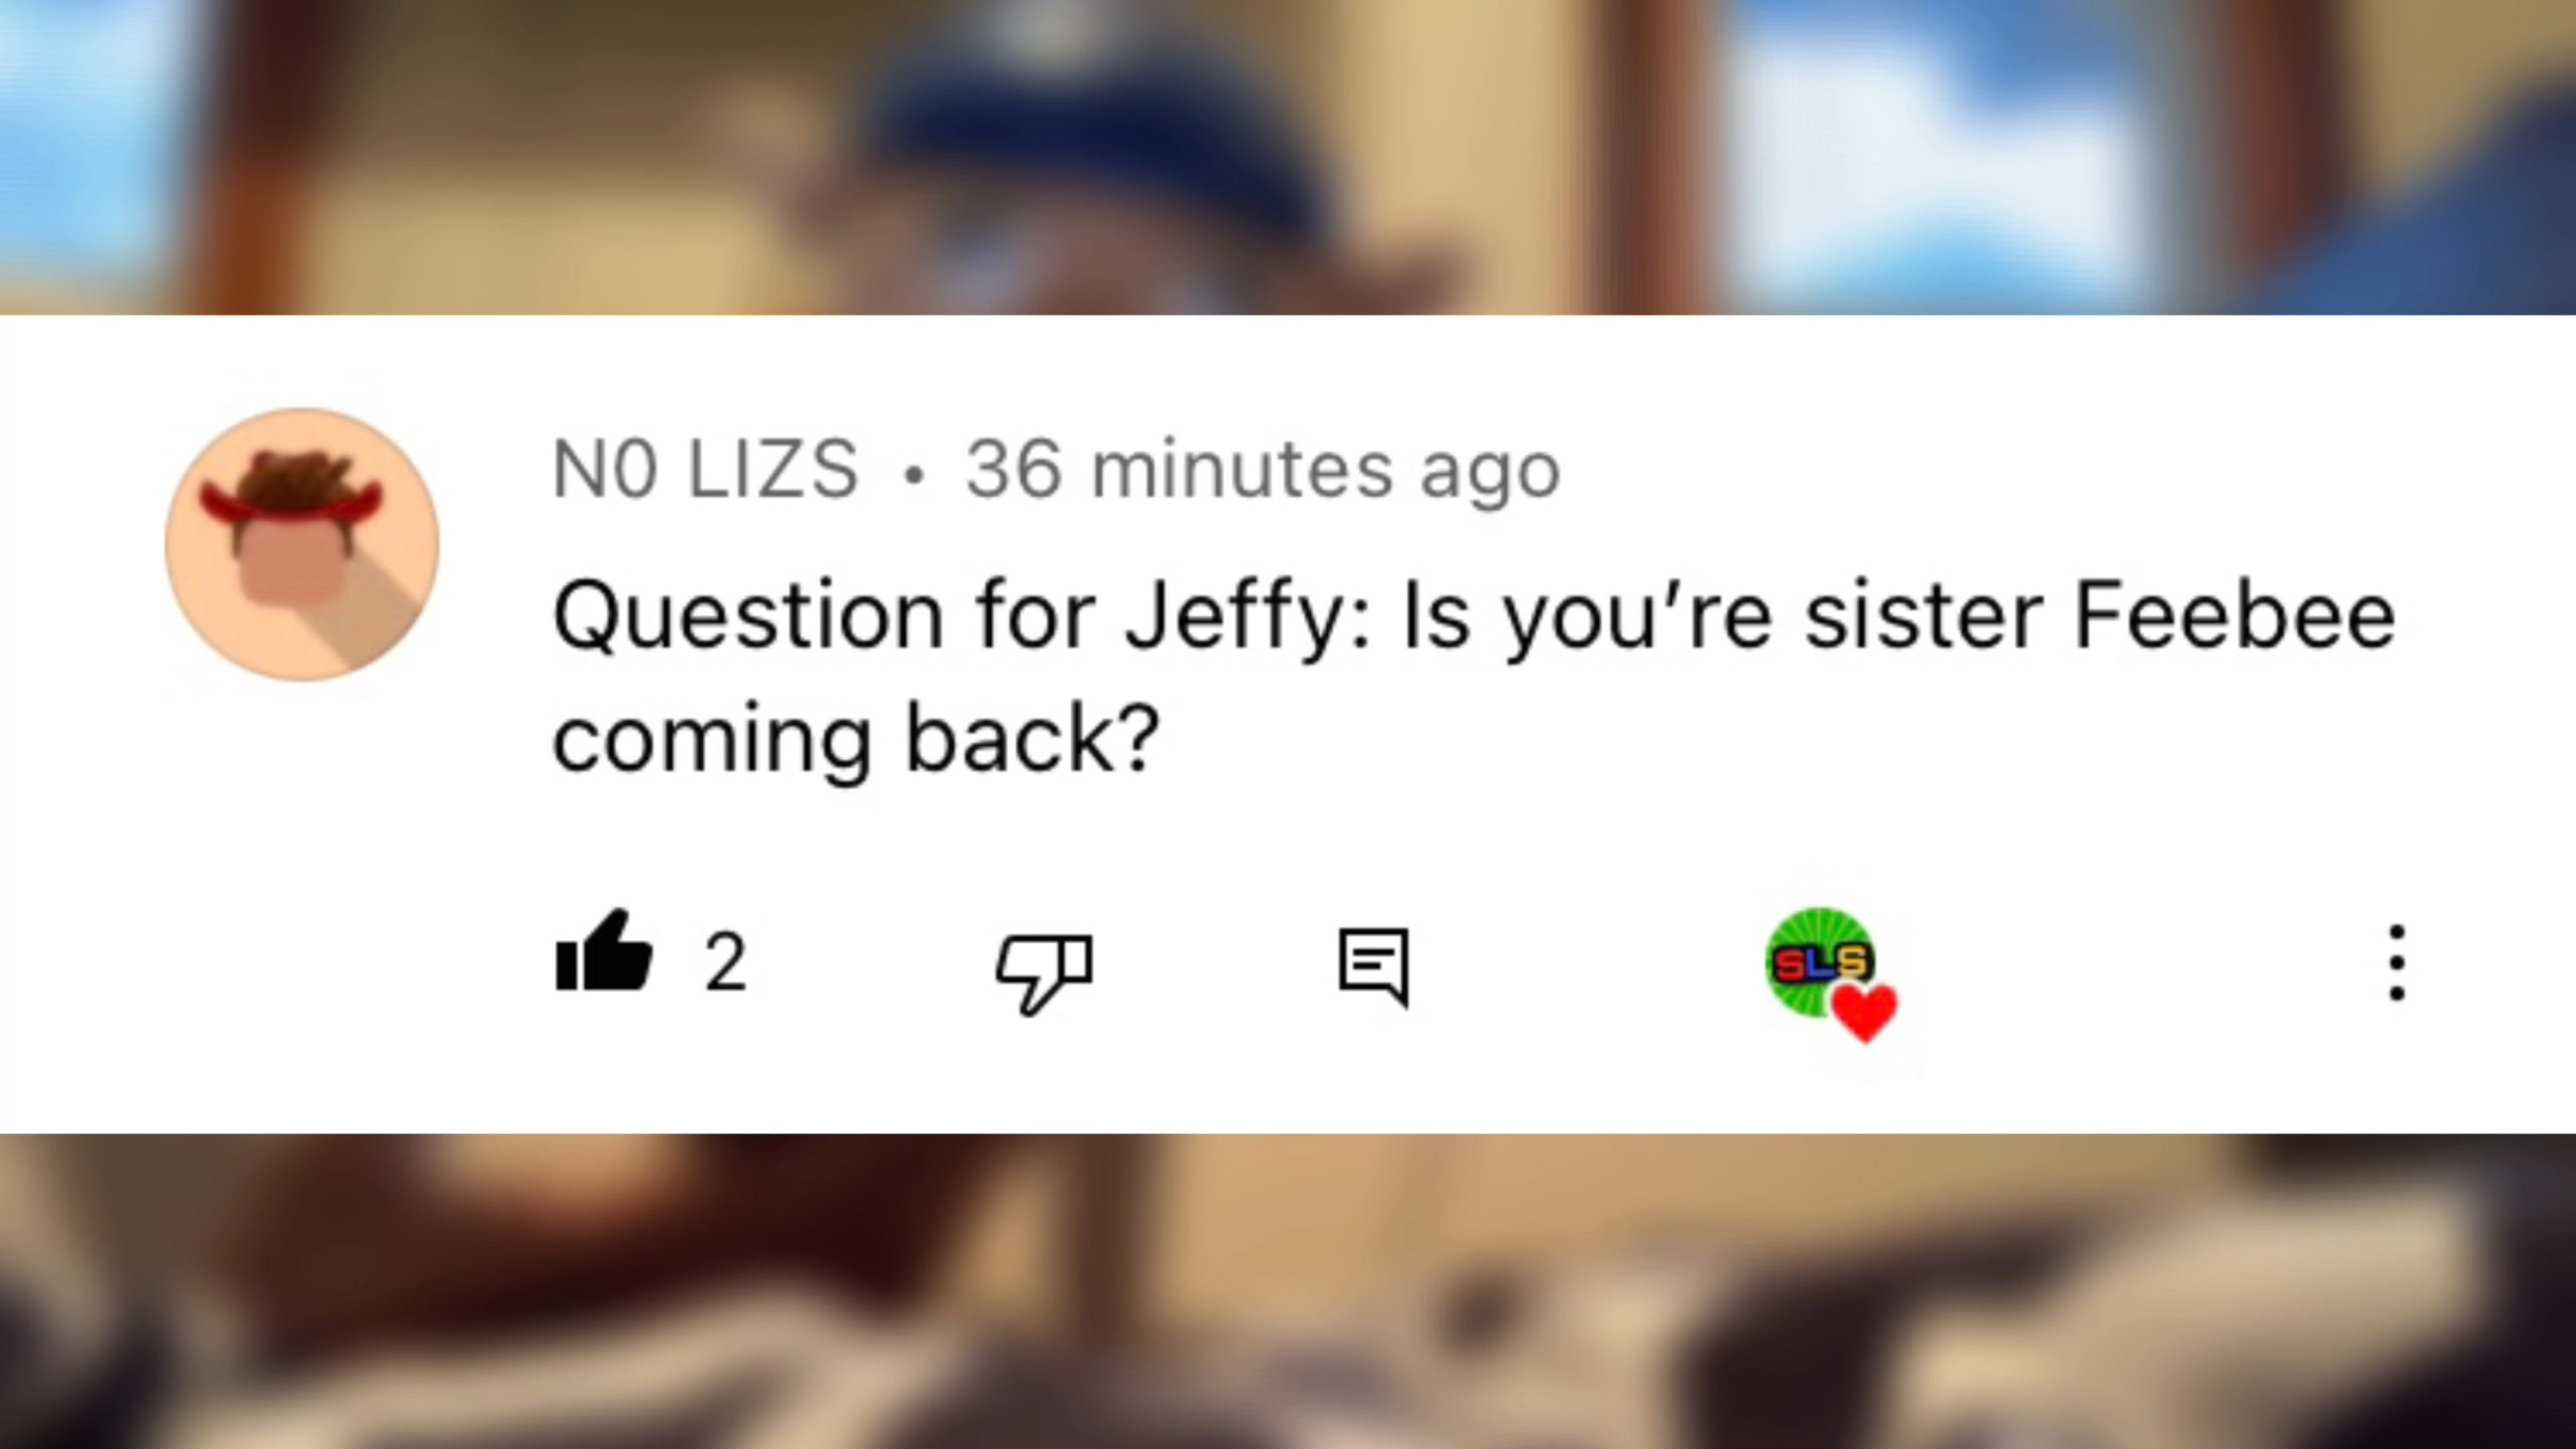 N0 LIZS • 36 minutes ago
Question for Jeffy: Is you’re sister Feebee
coming back?
2
SLS